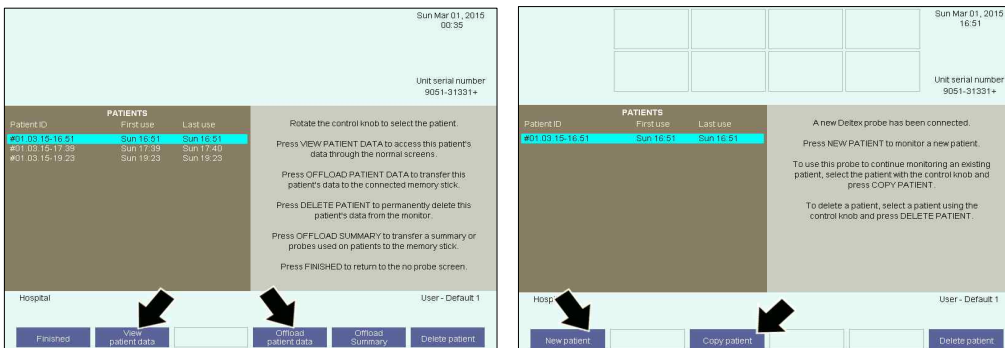 Sun Mar 01, 2015
00:35
Unit serial number
9051-31331+
PATIENTS
Patient ID First use Last use
#01.03.15-16.51 Sun 16:51 Sun 16:51
#01.03.15-17.39 Sun 17:39 Sun 17:40
#01.03.15-19.23 Sun 19:23 Sun 19:23
Rotate the control knob to select the patient.
Press VIEW PATIENT DATA to access this patient's
data through the normal screens.
Press OFFLOAD PATIENT DATA to transfer this
patient's data to the connected memory stick.
Press DELETE PATIENT to permanently delete this
patient's data from the monitor.
Press OFFLOAD SUMMARY to transfer a summary or
probes used on patients to the memory stick.
Press FINISHED to return to the no probe screen.
Hospital User - Default 1
Finished
View
patient data
Offload
patient data
Offload
Summary
Delete patient
Sun Mar 01, 2015
16:51
Unit serial number
9051-31331+
PATIENTS
Patient ID First use Last use
#01.03.15-16.51 Sun 16:51 Sun 16:51
A new Deltex probe has been connected.
Press NEW PATIENT to monitor a new patient.
To use this probe to continue monitoring an existing
patient, select the patient with the control knob and
press COPY PATIENT.
To delete a patient, select a patient using the
control knob and press DELETE PATIENT.
Hosp User - Default 1
New patient
Copy patient
Delete patient